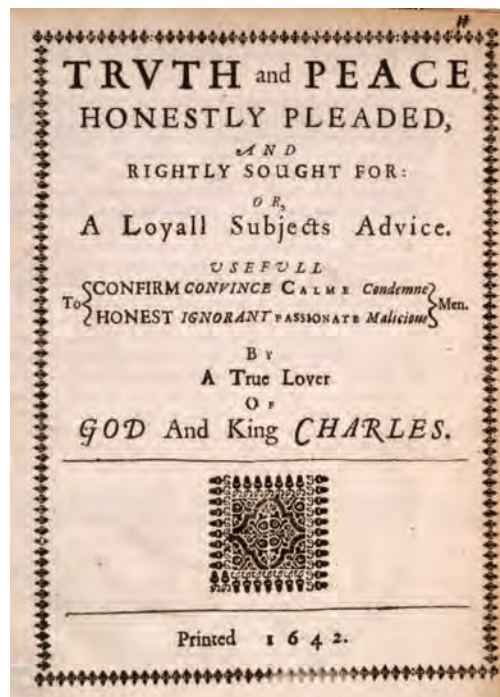 TRVTH and PEACE,
HONESTLY PLEADED,
AND
RIGHTLY SOUGHT FOR:
OR,
A Loyall Subjects Advice.
USEFULL
To CONFIRM CONVINCE CALME Condemne Men.
HONEST IGNORANT PASSIONATE Malicious
BY
A True Lover
OF
GOD And King CHARLES.
Printed 1642.